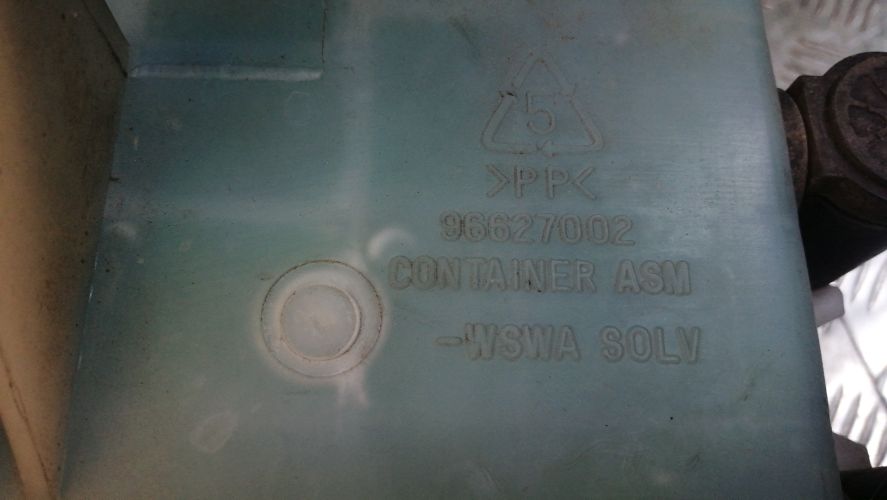 5
>PP<
96627002
CONTAINER ASM
-WSWA SOLV